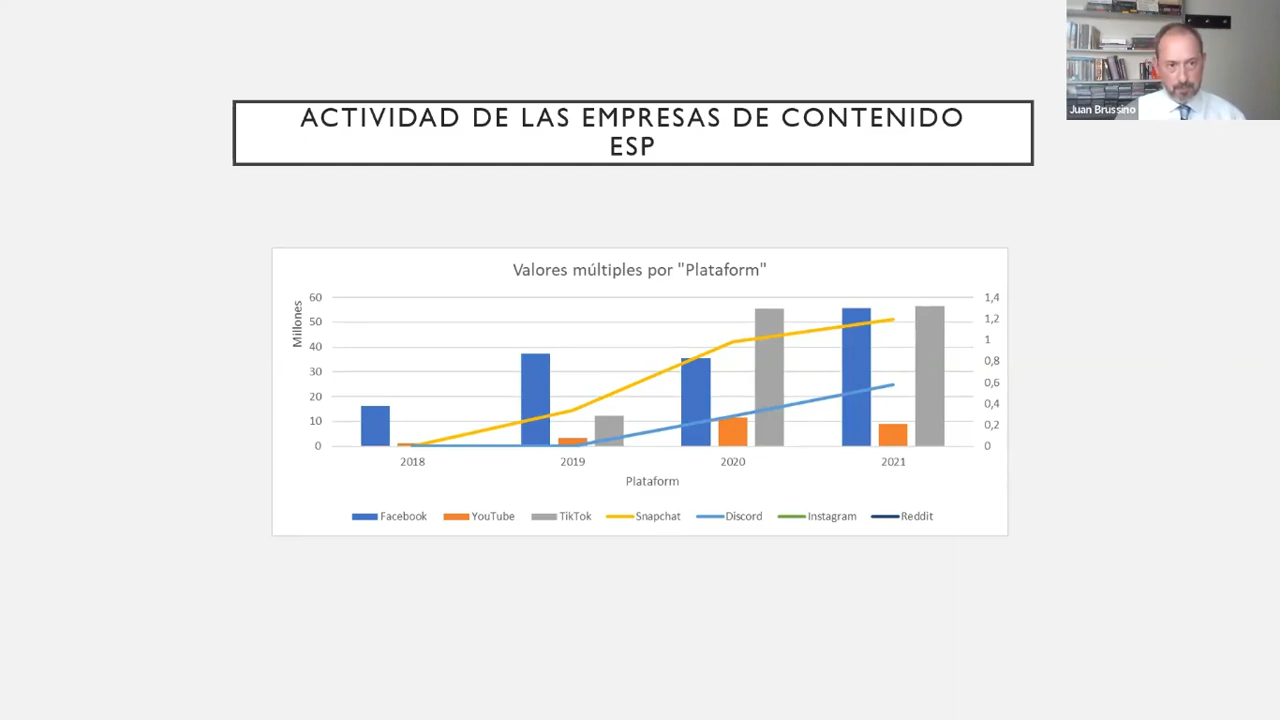 ACTIVIDAD DE LAS EMPRESAS DE CONTENIDO
ESP
Juan Brussino
Valores múltiples por "Plataform"
Millones
60
50
40
30
20
10
0
1,4
1,2
1
0,8
0,6
0,4
0,2
0
2018 2019 2020 2021
Plataform
Facebook YouTube TikTok Snapchat Discord Instagram Reddit